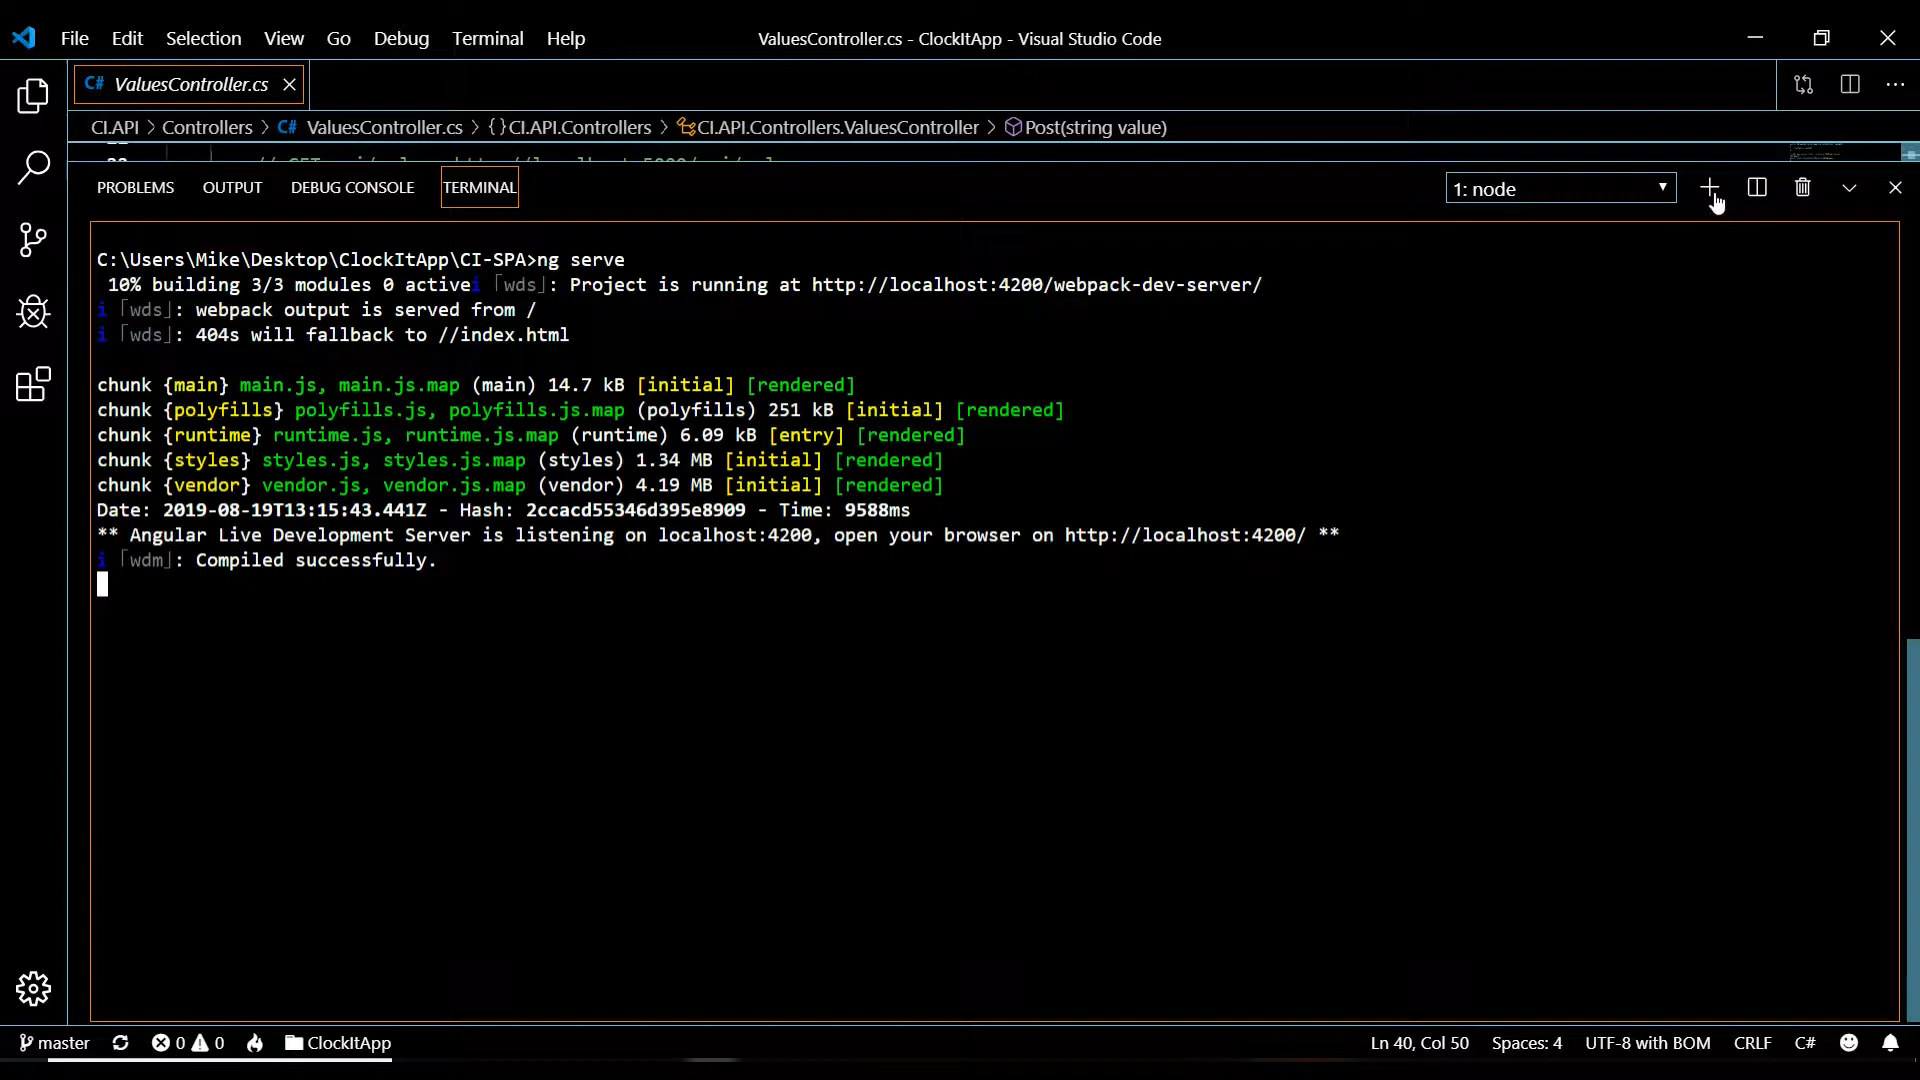 File Edit Selection View Go Debug Terminal Help
ValuesController.cs - ClockItApp - Visual Studio Code
C# ValuesController.cs
CI.API > Controllers > C# ValuesController.cs > {} CI.API.Controllers > CI.API.Controllers.ValuesController > Post(string value)
PROBLEMS OUTPUT DEBUG CONSOLE TERMINAL
1: node
C:\Users\Mike\Desktop\ClockItApp\CI-SPA>ng serve
10% building 3/3 modules 0 activei ｢wds｣: Project is running at http://localhost:4200/webpack-dev-server/
i ｢wds｣: webpack output is served from /
i ｢wds｣: 404s will fallback to //index.html
chunk {main} main.js, main.js.map (main) 14.7 kB [initial] [rendered]
chunk {polyfills} polyfills.js, polyfills.js.map (polyfills) 251 kB [initial] [rendered]
chunk {runtime} runtime.js, runtime.js.map (runtime) 6.09 kB [entry] [rendered]
chunk {styles} styles.js, styles.js.map (styles) 1.34 MB [initial] [rendered]
chunk {vendor} vendor.js, vendor.js.map (vendor) 4.19 MB [initial] [rendered]
Date: 2019-08-19T13:15:43.441Z - Hash: 2ccacd55346d395e8909 - Time: 9588ms
** Angular Live Development Server is listening on localhost:4200, open your browser on http://localhost:4200/ **
i ｢wdm｣: Compiled successfully.
master 0 0 ClockItApp
Ln 40, Col 50 Spaces: 4 UTF-8 with BOM CRLF C#